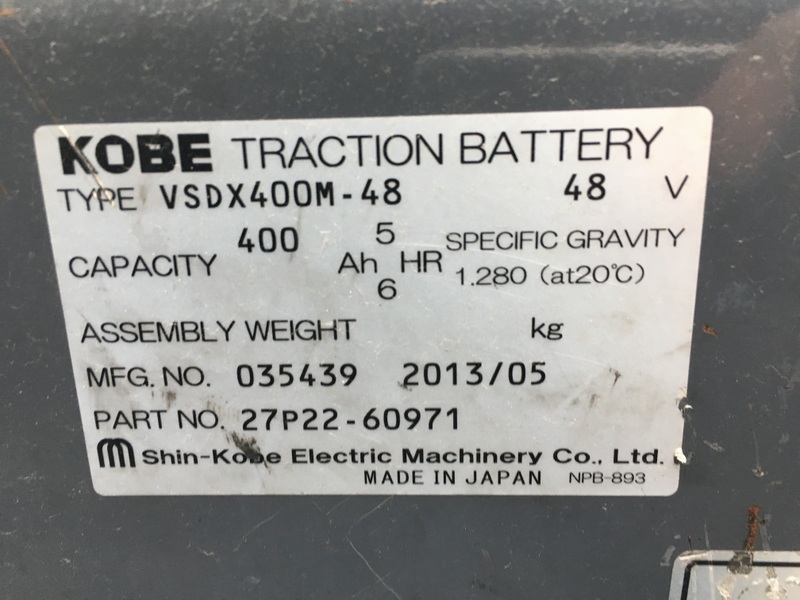 KOBE TRACTION BATTERY
TYPE VSDX400M-48 48 V
CAPACITY 400 Ah 5 HR 6
SPECIFIC GRAVITY
1.280 (at20℃)
ASSEMBLY WEIGHT kg
MFG. NO. 035439 2013/05
PART NO. 27P22-60971
Shin-Kobe Electric Machinery Co., Ltd.
MADE IN JAPAN NPB-893